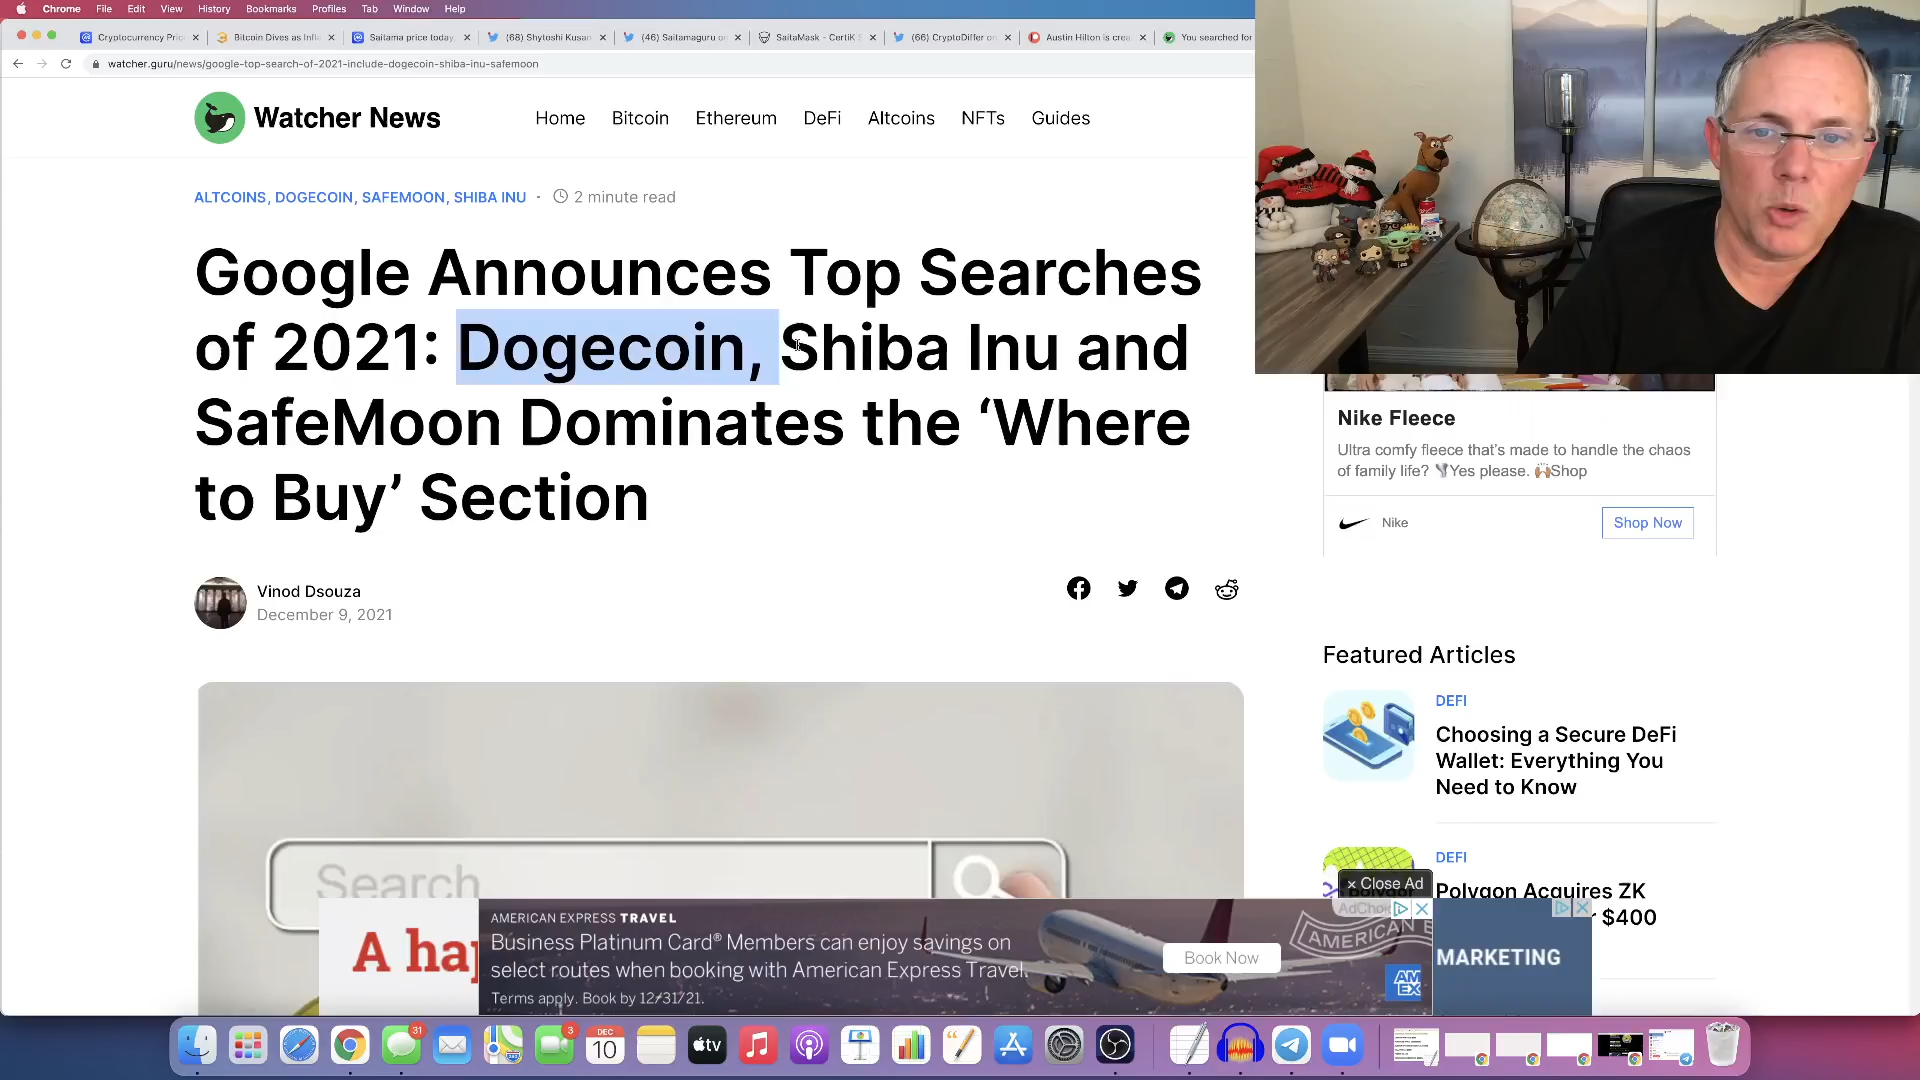 Chrome File Edit View History Bookmarks Profiles Tab Window Help
Cryptocurrency Pric × Bitcoin Dives as Infla × Saitama price today, × (68) Shytoshi Kusan × (46) Saitamaguru on × SaitaMask - CertiK S × (66) CryptoDiffer on × Austin Hilton is crea × You searched for
watcher.guru/news/google-top-search-of-2021-include-dogecoin-shiba-inu-safemoon
Watcher News Home Bitcoin Ethereum DeFi Altcoins NFTs Guides
ALTCOINS, DOGECOIN, SAFEMOON, SHIBA INU · 2 minute read
Google Announces Top Searches
of 2021: Dogecoin, Shiba Inu and
SafeMoon Dominates the ‘Where
to Buy’ Section
Vinod Dsouza
December 9, 2021
Nike Fleece
Ultra comfy fleece that's made to handle the chaos
of family life? Yes please. Shop
Nike Shop Now
Featured Articles
DEFI
Choosing a Secure DeFi
Wallet: Everything You
Need to Know
DEFI
Polygon Acquires ZK
$400
Search
× Close Ad
A hap
AMERICAN EXPRESS TRAVEL
Business Platinum Card® Members can enjoy savings on
select routes when booking with American Express Travel.
Terms apply. Book by 12/31/21.
Book Now
AMERICAN E
AM
EX
MARKETING
31
3
DEC
10
tv